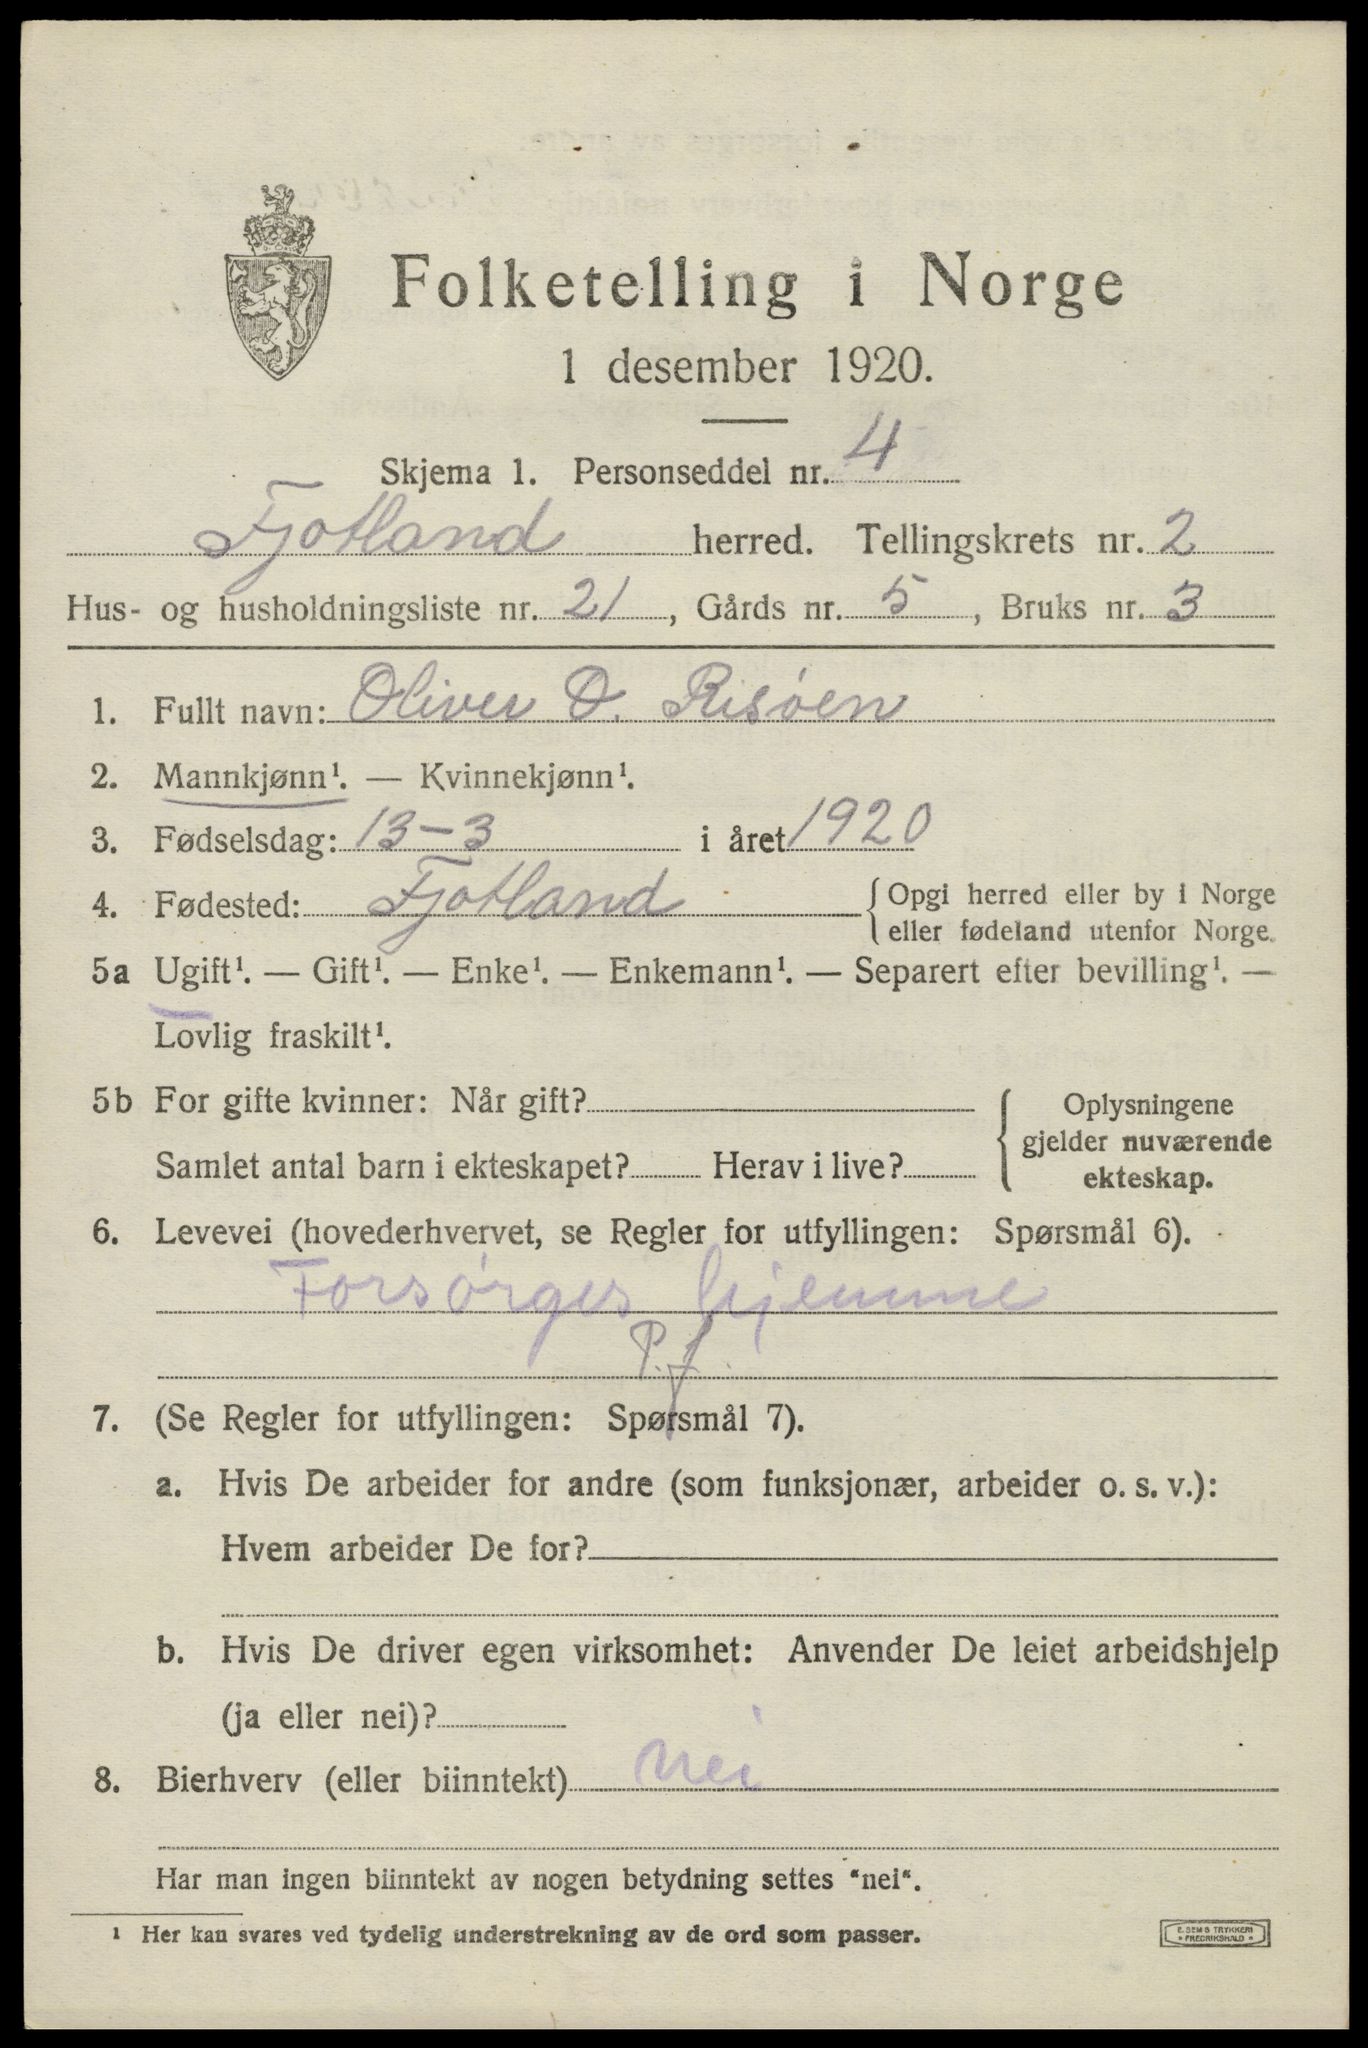 Folketelling i Norge
1 desember 1920.
Skjema 1. Personseddel nr. 4
Fjotland herred. Tellingskrets nr. 2
Hus- og husholdningsliste nr. 21, Gårds nr. 5, Bruks nr. 3
1. Fullt navn: Oliver O. Risøen
2. Mannkjønn¹. — Kvinnekjønn¹.
3. Fødselsdag: 13-3 i året 1920
4. Fødested: Fjotland { Opgi herred eller by i Norge
eller fødeland utenfor Norge.
5a Ugift¹. — Gift¹. — Enke¹. — Enkemann¹. — Separert efter bevilling¹. —
Lovlig fraskilt¹.
5b For gifte kvinner: Når gift?
Samlet antal barn i ekteskapet? Herav i live?
Oplysningene
gjelder nuværende
ekteskap.
6. Levevei (hovederhvervet, se Regler for utfyllingen: Spørsmål 6).
Forsørges hjemme
P.f.
7. (Se Regler for utfyllingen: Spørsmål 7).
a. Hvis De arbeider for andre (som funksjonær, arbeider o. s. v.):
Hvem arbeider De for?
b. Hvis De driver egen virksomhet: Anvender De leiet arbeidshjelp
(ja eller nei)?
8. Bierhverv (eller biinntekt) nei
Har man ingen biinntekt av nogen betydning settes "nei".
¹ Her kan svares ved tydelig understrekning av de ord som passer.
E. SEMS TRYKKERI
FREDRIKSHALD